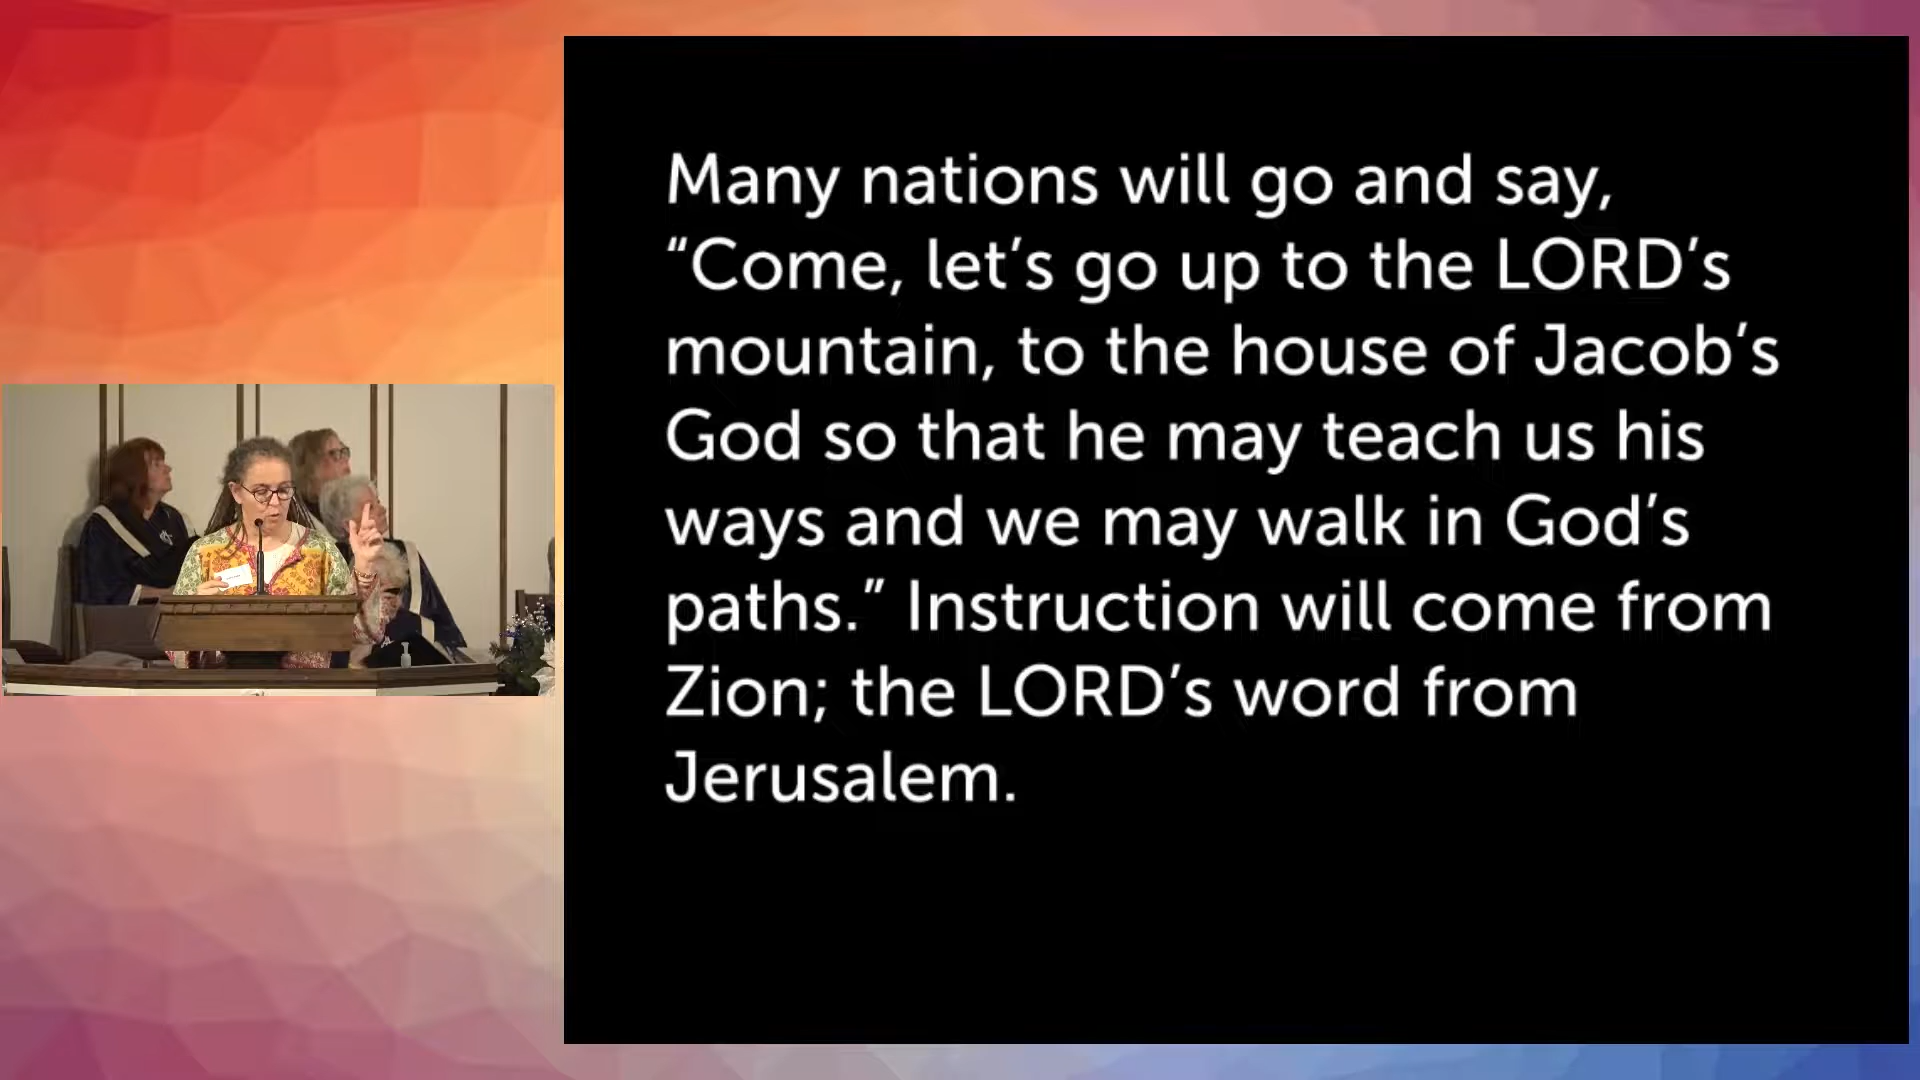 Many nations will go and say,
“Come, let’s go up to the LORD’s
mountain, to the house of Jacob’s
God so that he may teach us his
ways and we may walk in God’s
paths.” Instruction will come from
Zion; the LORD’s word from
Jerusalem.